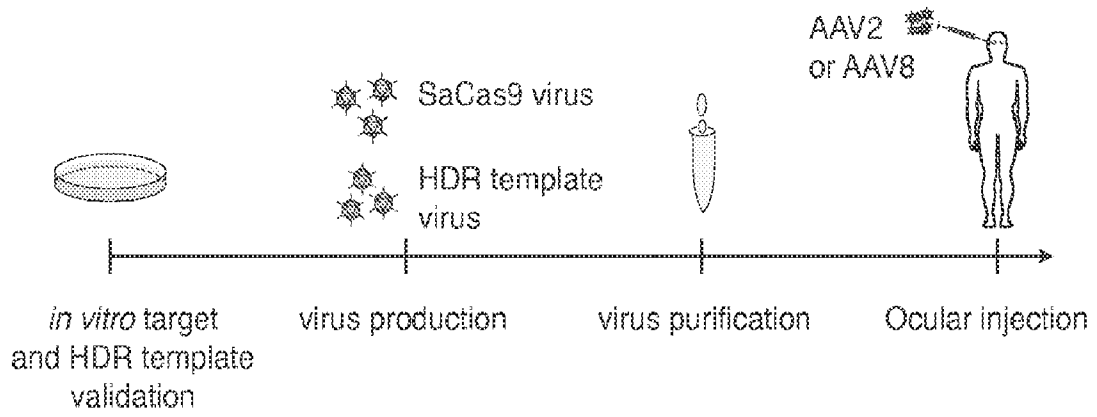 AAV2
or AAV8
SaCas9 virus
HDR template
virus
in vitro target
and HDR template
validation
virus production
virus purification
Ocular injection